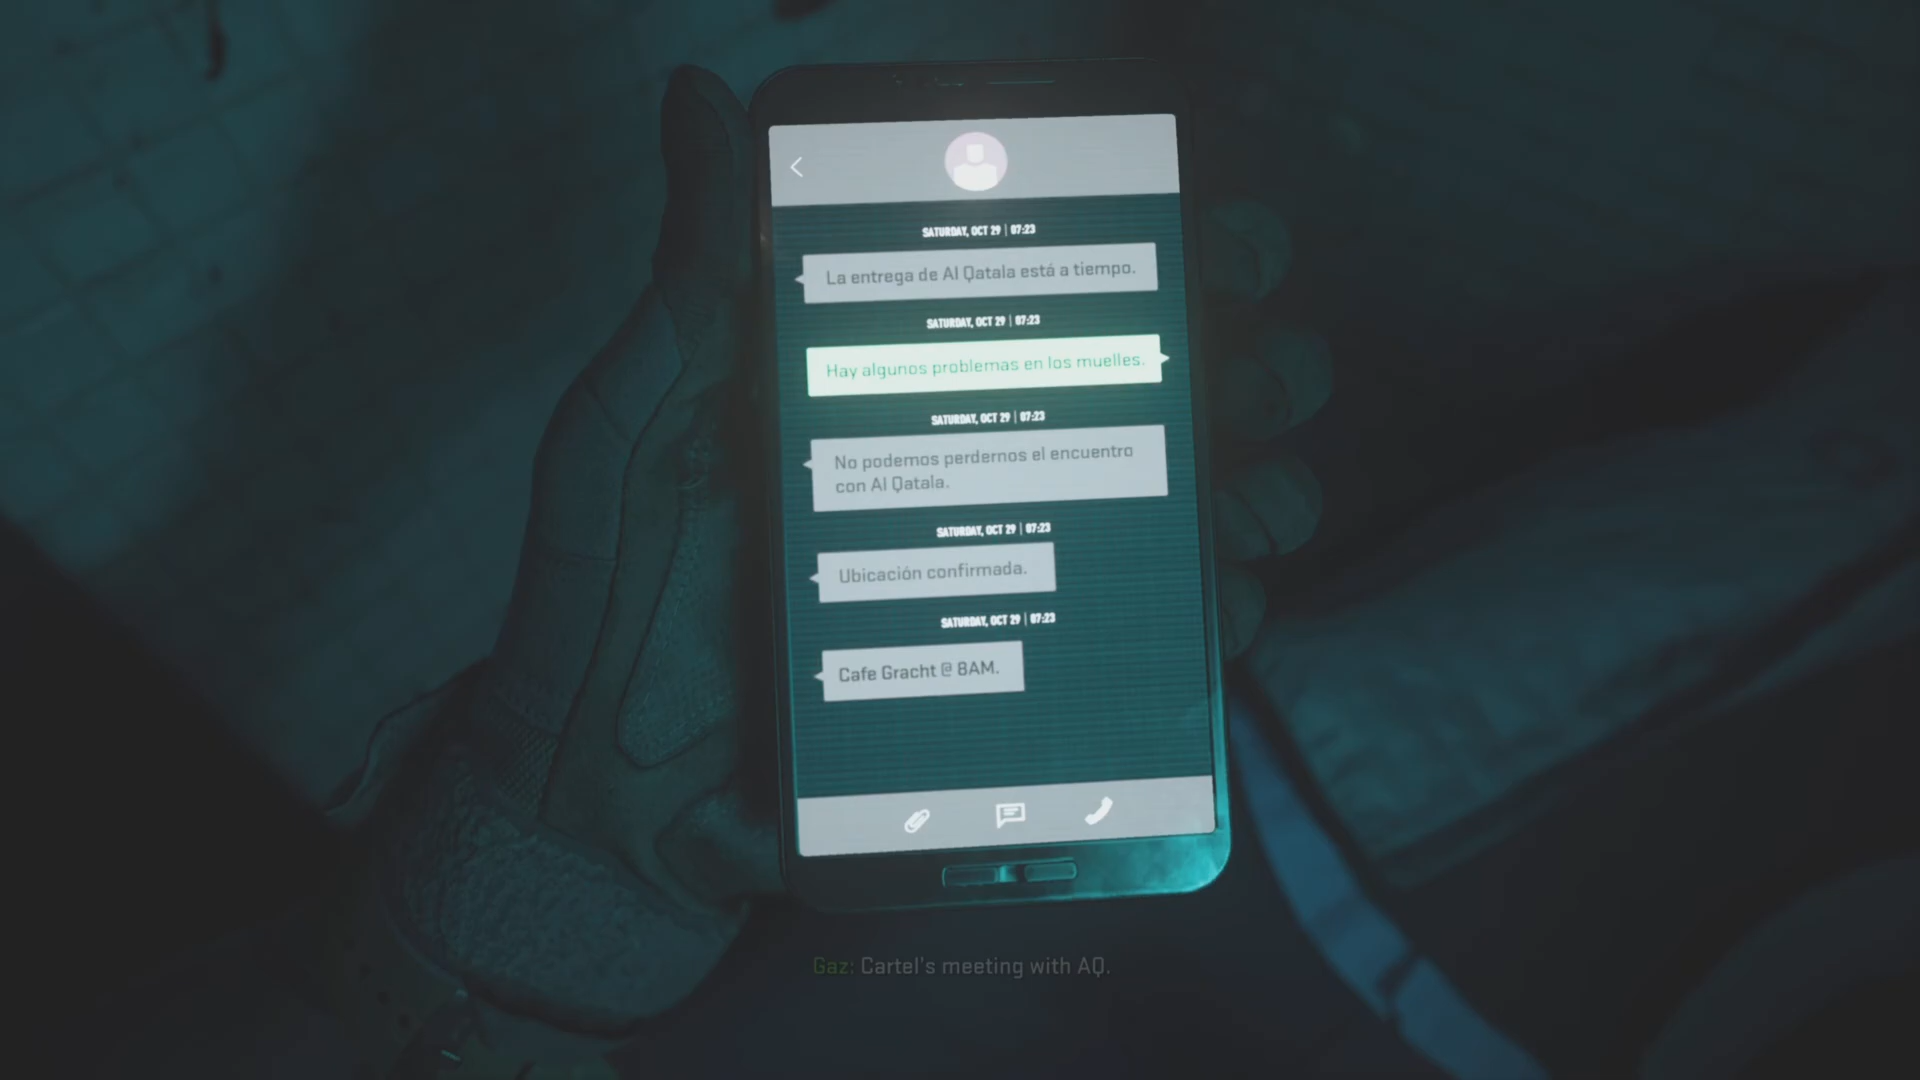 SATURDAY, OCT 29 | 07:23
La entrega de Al Qatala está a tiempo.
SATURDAY, OCT 29 | 07:23
Hay algunos problemas en los muelles.
SATURDAY, OCT 29 | 07:23
No podemos perdernos el encuentro
con Al Qatala.
SATURDAY, OCT 29 | 07:23
Ubicación confirmada.
SATURDAY, OCT 29 | 07:23
Cafe Gracht @ 8AM.
Gaz: Cartel's meeting with AQ.